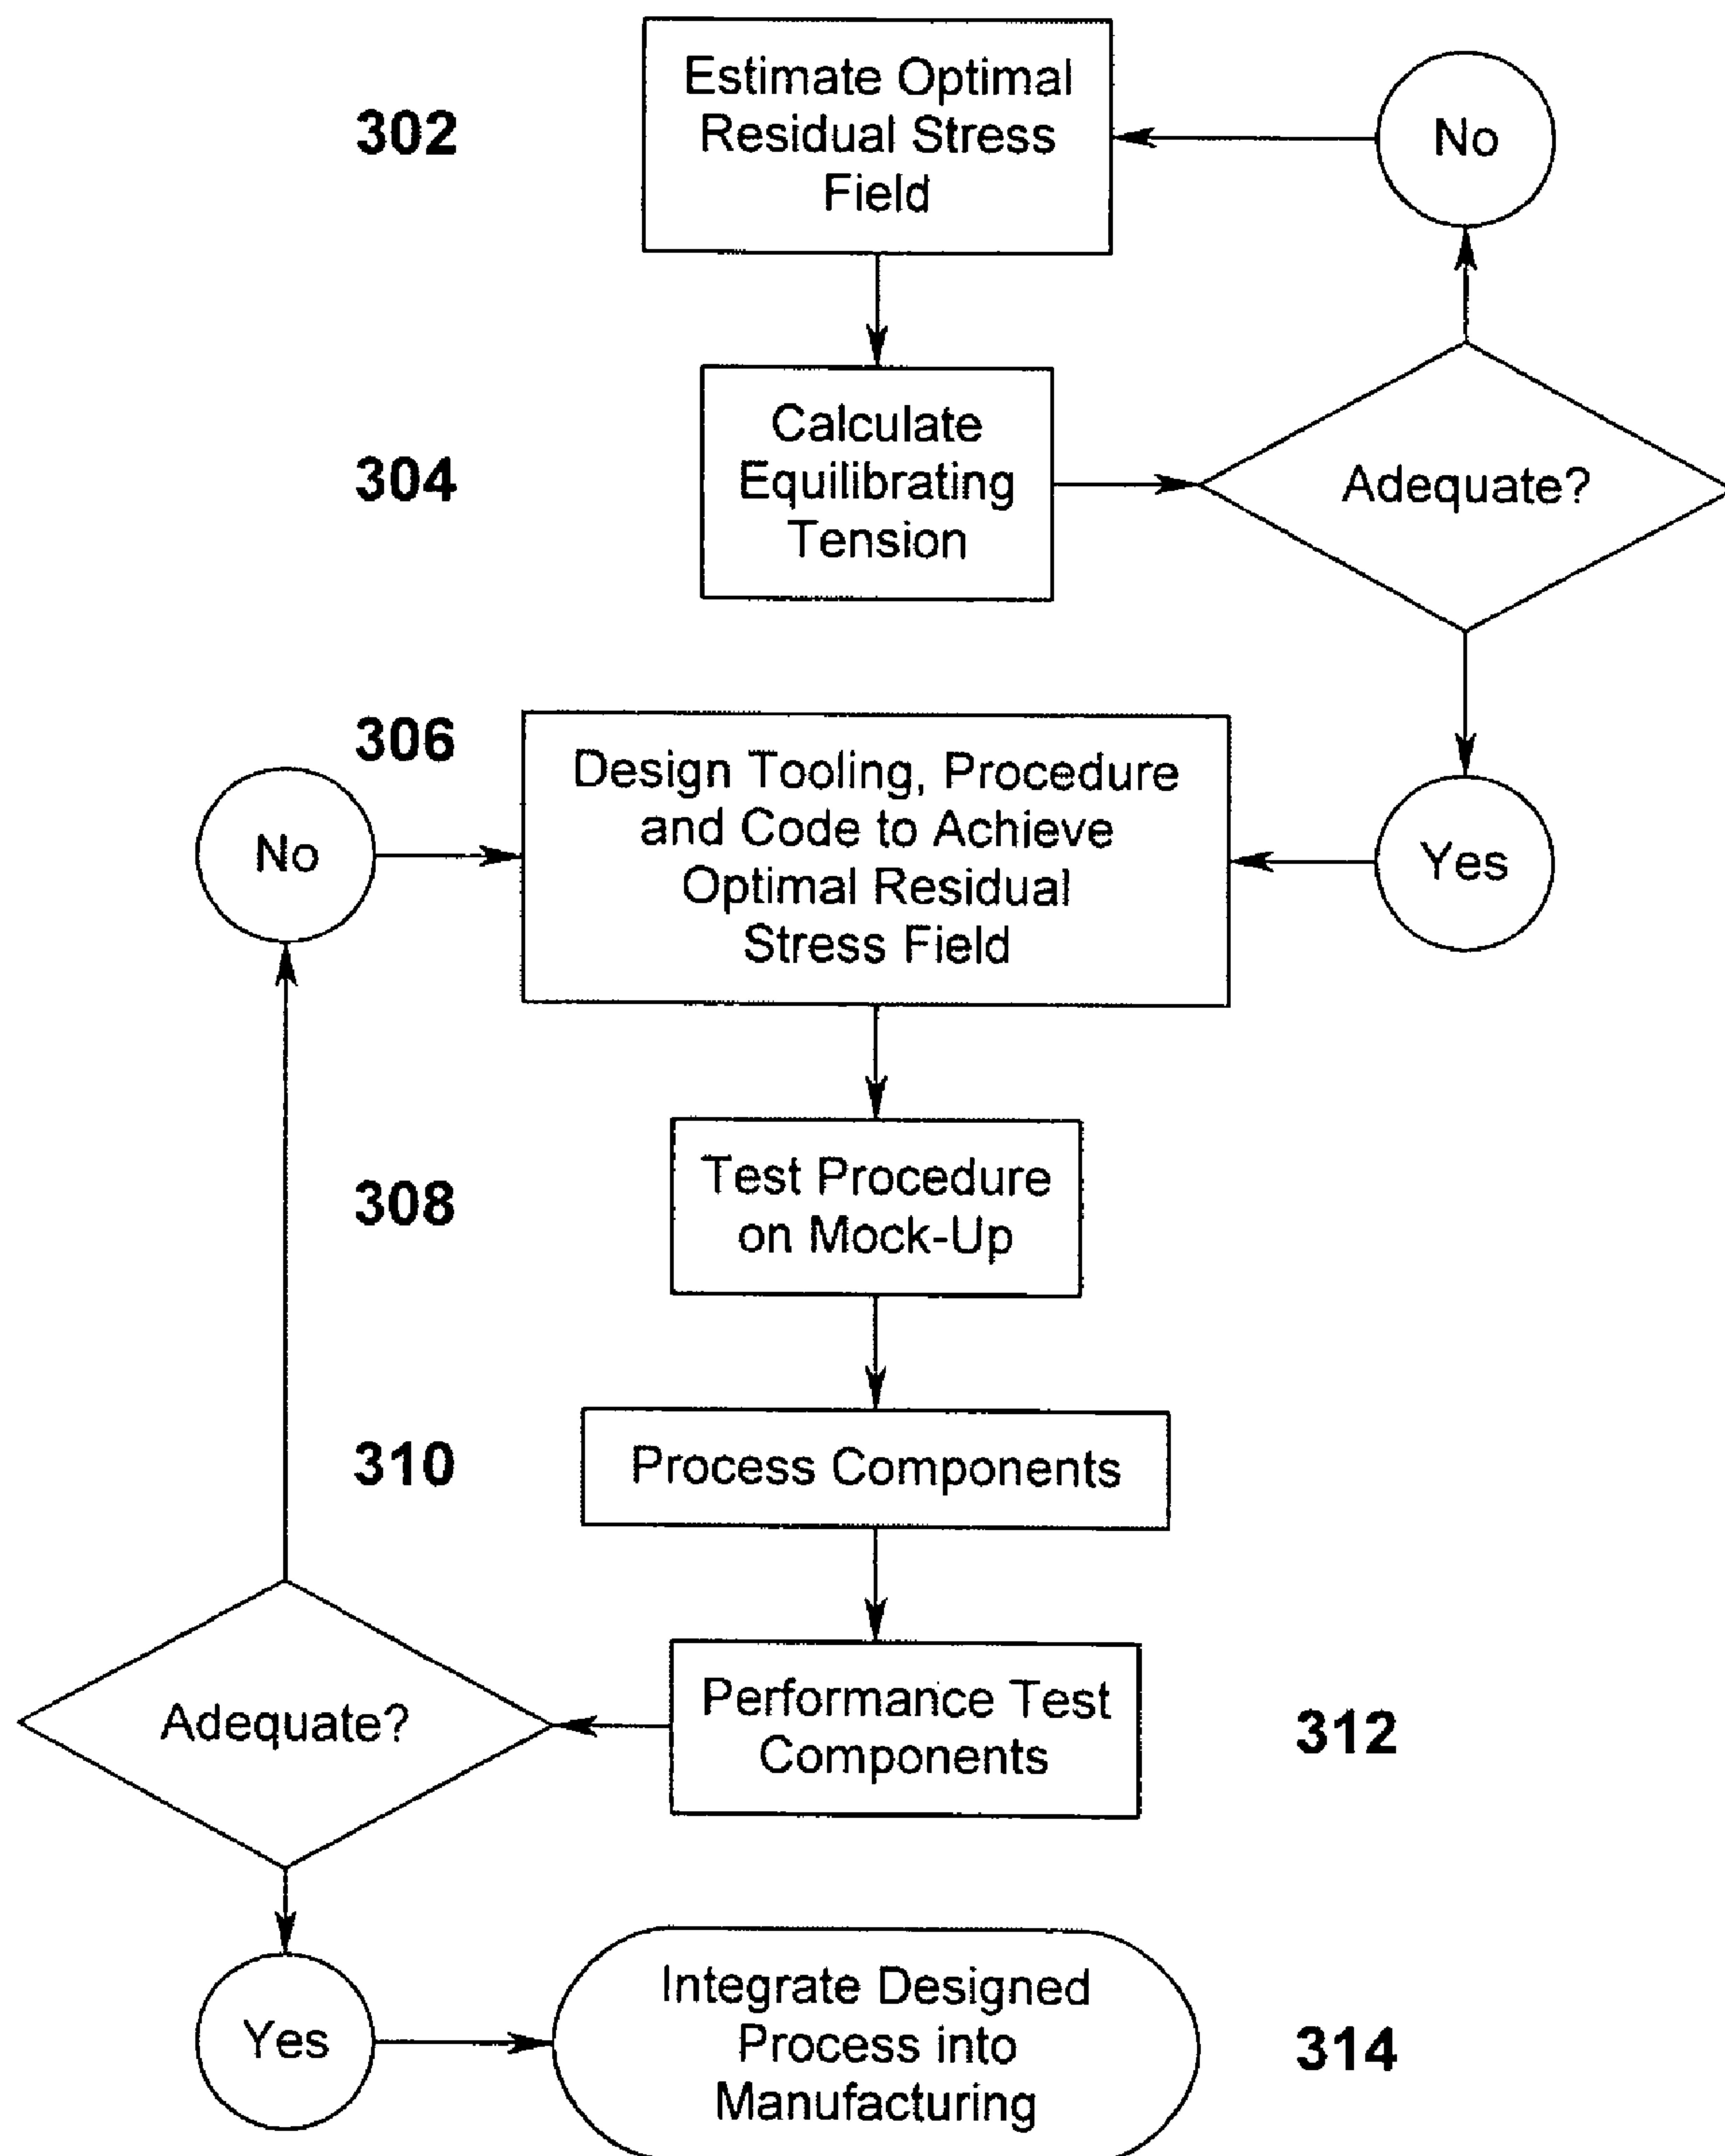 302
Estimate Optimal
Residual Stress
Field
No
304
Calculate
Equilibrating
Tension
Adequate?
306
Design Tooling, Procedure
and Code to Achieve
Optimal Residual
Stress Field
No
Yes
308
Test Procedure
on Mock-Up
310
Process Components
Adequate?
Performance Test
Components
312
Yes
Integrate Designed
Process into
Manufacturing
314